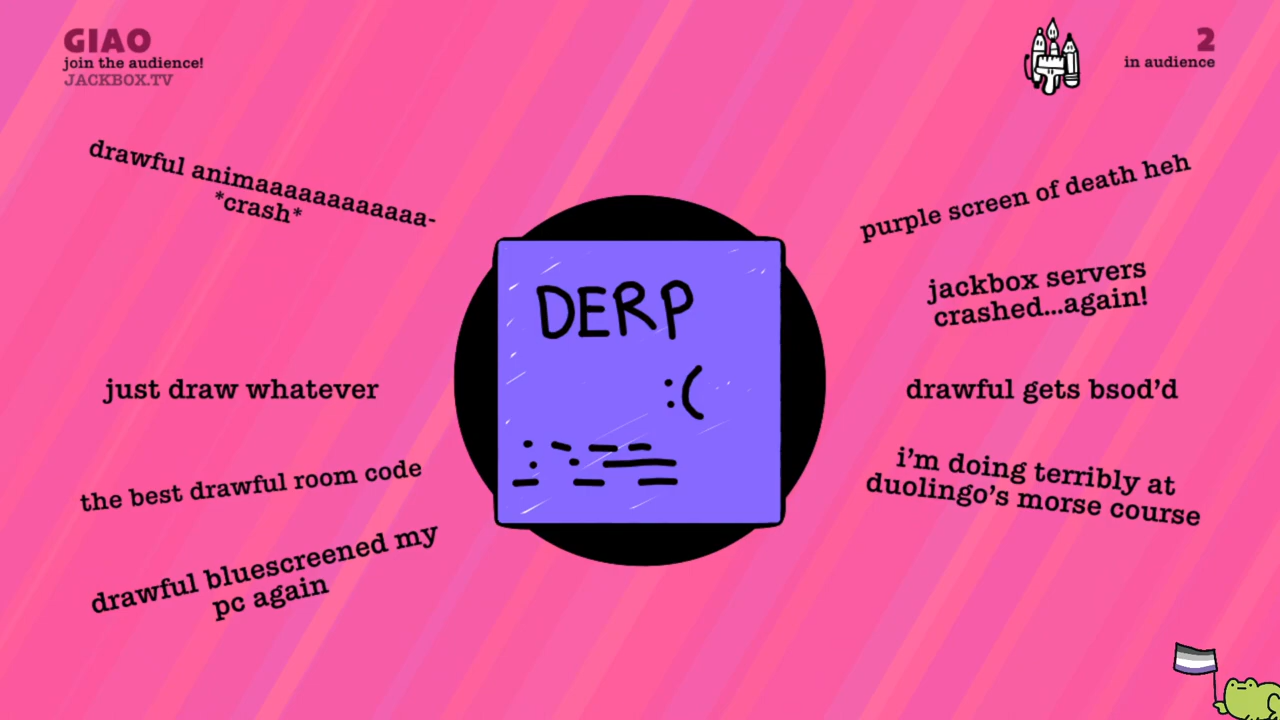 GIAO
join the audience!
JACKBOX.TV
2
in audience
drawful animaaaaaaaaaaaa-
*crash*
just draw whatever
the best drawful room code
drawful bluescreened my
pc again
DERP
:(
purple screen of death heh
jackbox servers
crashed...again!
drawful gets bsod’d
i’m doing terribly at
duolingo’s morse course